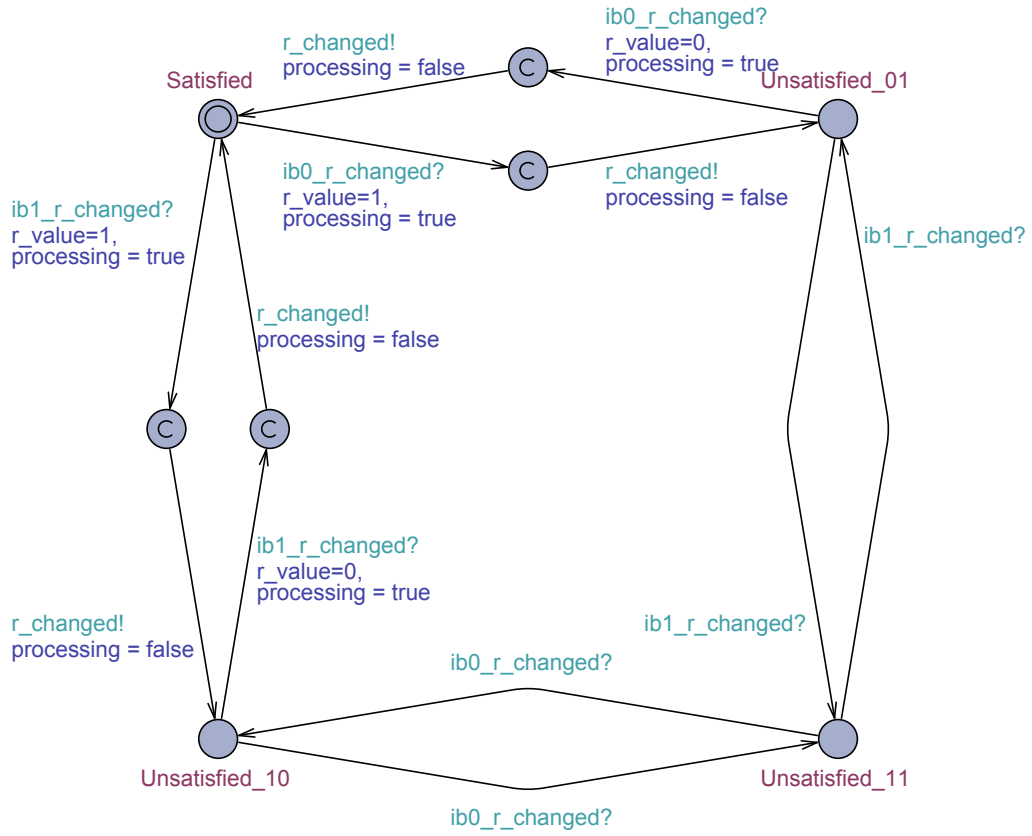 ib0_r_changed?
r_value=0,
processing = true
r_changed!
processing = false
Satisfied
Unsatisfied_01
C
C
ib0_r_changed?
r_value=1,
processing = true
r_changed!
processing = false
ib1_r_changed?
r_value=1,
processing = true
ib1_r_changed?
r_changed!
processing = false
C
C
ib1_r_changed?
r_value=0,
processing = true
r_changed!
processing = false
ib1_r_changed?
ib0_r_changed?
Unsatisfied_10
Unsatisfied_11
ib0_r_changed?